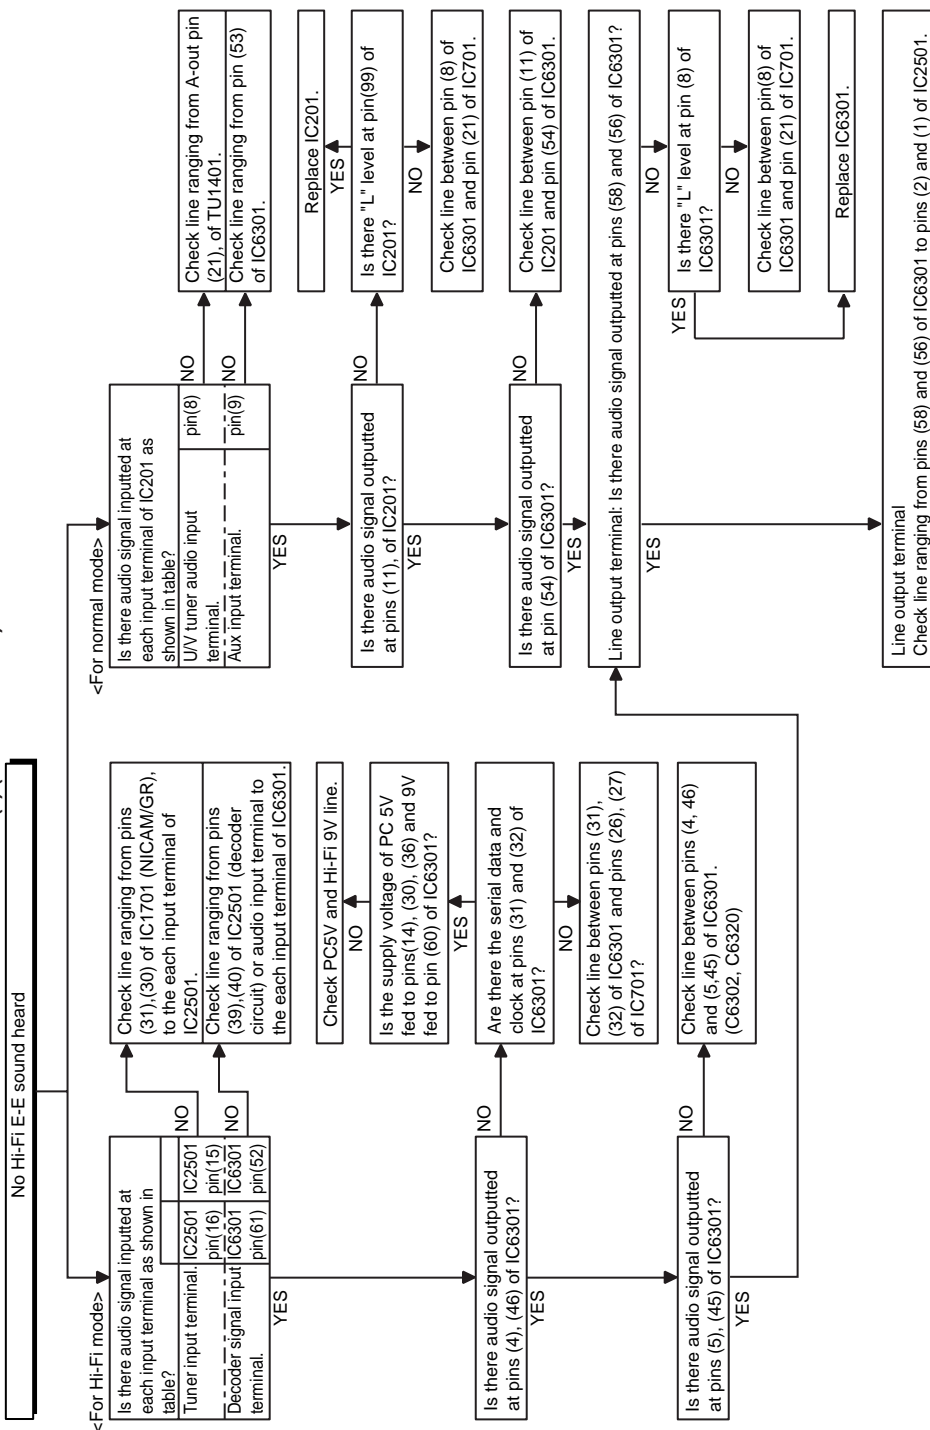 No Hi-Fi E-E sound heard
<For Hi-Fi mode>
Is there audio signal inputted at
each input terminal as shown in
table?
Tuner input terminal. IC2501 IC2501
pin(16) pin(15)
Decoder signal input IC6301 IC6301
terminal. pin(61) pin(52)
NO
NO
YES
Check line ranging from pins
(31),(30) of IC1701 (NICAM/GR),
to the each input terminal of
IC2501.
Check line ranging from pins
(39),(40) of IC2501 (decoder
circuit) or audio input terminal to
the each input terminal of IC6301.
Is there audio signal outputted
at pins (4), (46) of IC6301?
NO
YES
Check PC5V and Hi-Fi 9V line.
NO
Is the supply voltage of PC 5V
fed to pins(14), (30), (36) and 9V
fed to pin (60) of IC6301?
YES
Are there the serial data and
clock at pins (31) and (32) of
IC6301?
NO
Check line between pins (31),
(32) of IC6301 and pins (26), (27)
of IC701?
Is there audio signal outputted
at pins (5), (45) of IC6301?
NO
YES
Check line between pins (4, 46)
and (5,45) of IC6301.
(C6302, C6320)
<For normal mode>
Is there audio signal inputted at
each input terminal of IC201 as
shown in table?
U/V tuner audio input
terminal.
pin(8)
Aux input terminal.
pin(9)
NO
NO
YES
Check line ranging from A-out pin
(21), of TU1401.
Check line ranging from pin (53)
of IC6301.
Is there audio signal outputted
at pins (11), of IC201?
NO
YES
Replace IC201.
YES
Is there "L" level at pin(99) of
IC201?
NO
Check line between pin (8) of
IC6301 and pin (21) of IC701.
Is there audio signal outputted
at pin (54) of IC6301?
NO
YES
Check line between pin (11) of
IC201 and pin (54) of IC6301.
Line output terminal: Is there audio signal outputted at pins (58) and (56) of IC6301?
YES
NO
Is there "L" level at pin (8) of
IC6301?
YES
NO
Check line between pin(8) of
IC6301 and pin (21) of IC701.
Replace IC6301.
Line output terminal
Check line ranging from pins (58) and (56) of IC6301 to pins (2) and (1) of IC2501.